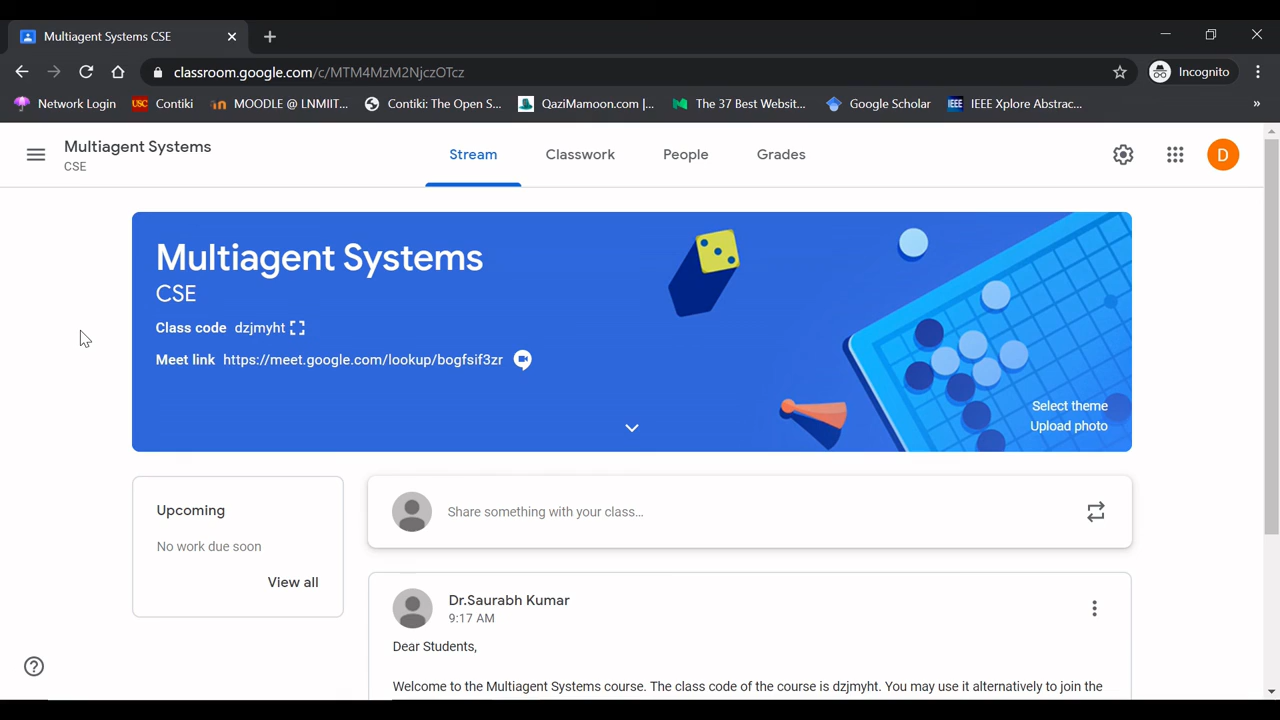 Multiagent Systems CSE
classroom.google.com/c/MTM4MzM2NjczOTcz
Incognito
Network Login
USC Contiki
MOODLE @ LNMIIT...
Contiki: The Open S...
QaziMamoon.com |...
The 37 Best Websit...
Google Scholar
IEEE IEEE Xplore Abstrac...
»
Multiagent Systems
CSE
Stream
Classwork
People
Grades
D
Multiagent Systems
CSE
Class code dzjmyht
Meet link https://meet.google.com/lookup/bogfsif3zr
Select theme
Upload photo
Upcoming
No work due soon
View all
Share something with your class...
Dr.Saurabh Kumar
9:17 AM
Dear Students,
Welcome to the Multiagent Systems course. The class code of the course is dzjmyht. You may use it alternatively to join the